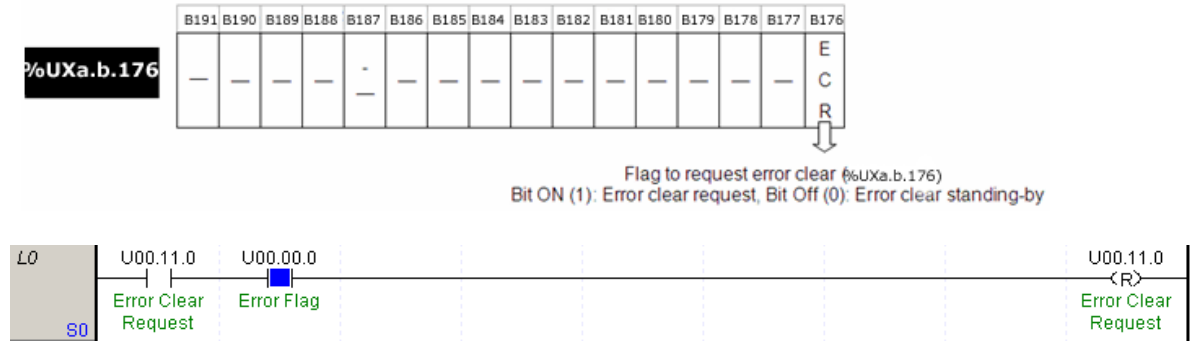 B191 B190 B189 B188 B187 B186 B185 B184 B183 B182 B181 B180 B179 B178 B177 B176
%UXa.b.176
— — — — - — — — — — — — — — — — E
C
R
Flag to request error clear (%UXa.b.176)
Bit ON (1): Error clear request, Bit Off (0): Error clear standing-by
L0 U00.11.0 U00.00.0 U00.11.0
(R)
Error Clear Error Flag Error Clear
S0 Request Request